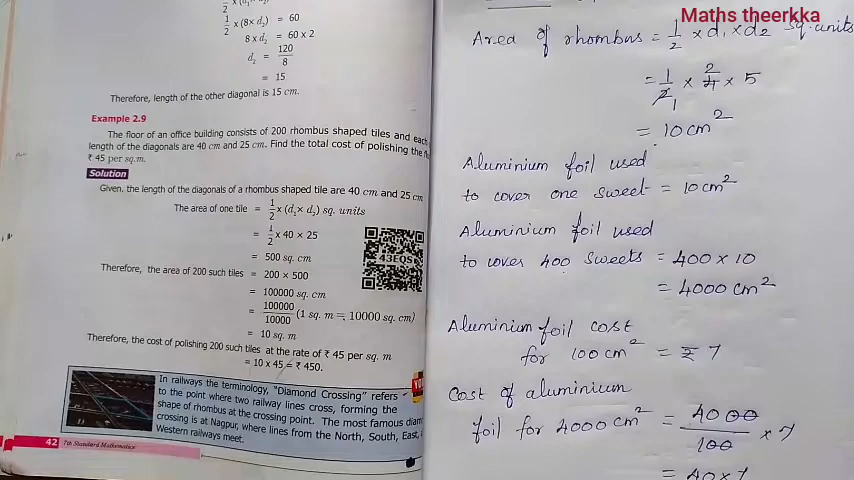 Maths theerkka
1/2 × (8 × d₂) = 60
8 × d₂ = 60 × 2
d₂ = 120/8
= 15
Therefore, length of the other diagonal is 15 cm.
Example 2.9
The floor of an office building consists of 200 rhombus shaped tiles and each
length of the diagonals are 40 cm and 25 cm. Find the total cost of polishing the
₹ 45 per sq.m.
Solution
Given, the length of the diagonals of a rhombus shaped tile are 40 cm and 25 cm
The area of one tile = 1/2 × (d₁ × d₂) sq. units
= 1/2 × 40 × 25
= 500 sq. cm
43EQS
Therefore, the area of 200 such tiles = 200 × 500
= 100000 sq. cm
= 100000/10000 (1 sq. m = 10000 sq. cm)
= 10 sq. m
Therefore, the cost of polishing 200 such tiles at the rate of ₹ 45 per sq. m
= 10 × 45 = ₹ 450.
In railways the terminology, "Diamond Crossing" refers
to the point where two railway lines cross, forming the
shape of rhombus at the crossing point. The most famous
crossing is at Nagpur, where lines from the North, South, East,
Western railways meet.
42 7th Standard Mathematics
Area of rhombus = 1/2 × d₁ × d₂ sq.units
= 1/2 × 4 × 5
= 10 cm²
Aluminium foil used
to cover one sweet = 10 cm²
Aluminium foil used
to cover 400 sweets = 400 × 10
= 4000 cm²
Aluminium foil cost
for 100 cm² = ₹ 7
Cost of aluminium
foil for 4000 cm² = 4000/100 × 7
= 40 × 7